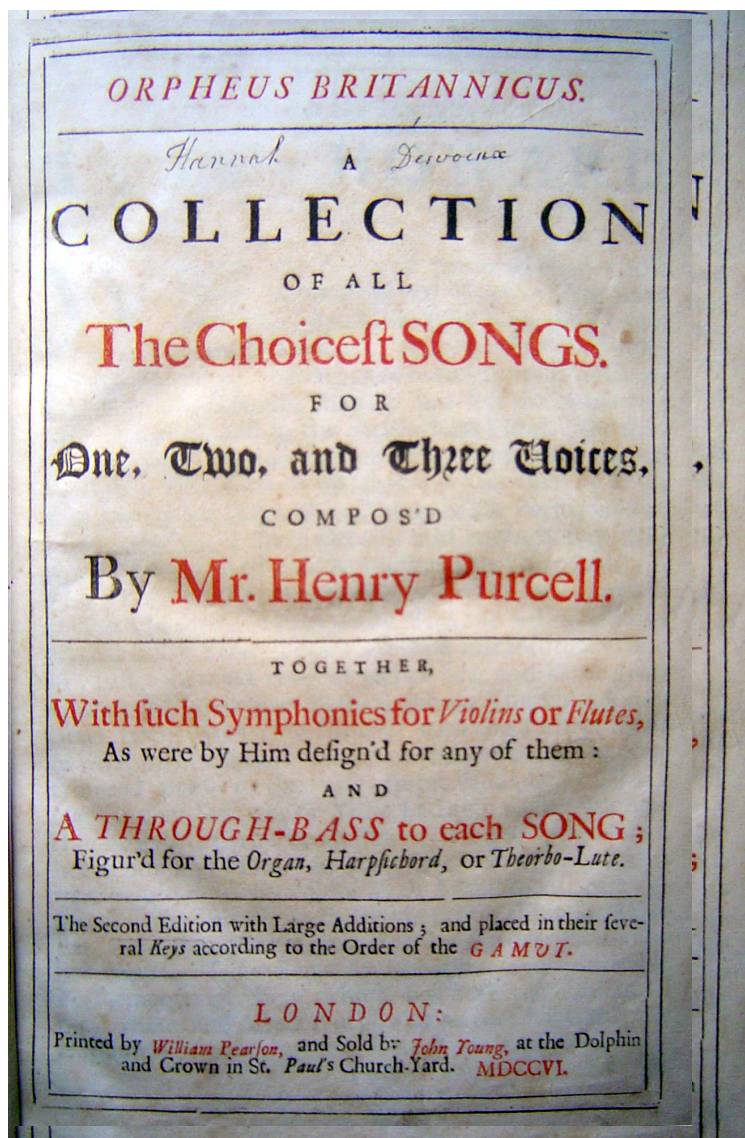 ORPHEUS BRITANNICUS.
Hannah A Desvoeux
COLLECTION
OF ALL
The Choiceſt SONGS.
FOR
One, Two, and Three Voices,
COMPOS'D
By Mr. Henry Purcell.
TOGETHER,
With ſuch Symphonies for Violins or Flutes,
As were by Him deſign'd for any of them :
AND
A THROUGH-BASS to each SONG ;
Figur'd for the Organ, Harpſichord, or Theorbo-Lute.
The Second Edition with Large Additions ; and placed in their ſeve-
ral Keys according to the Order of the GAMUT.
LONDON:
Printed by William Pearſon, and Sold by John Young, at the Dolphin
and Crown in St. Paul's Church-Yard. MDCCVI.